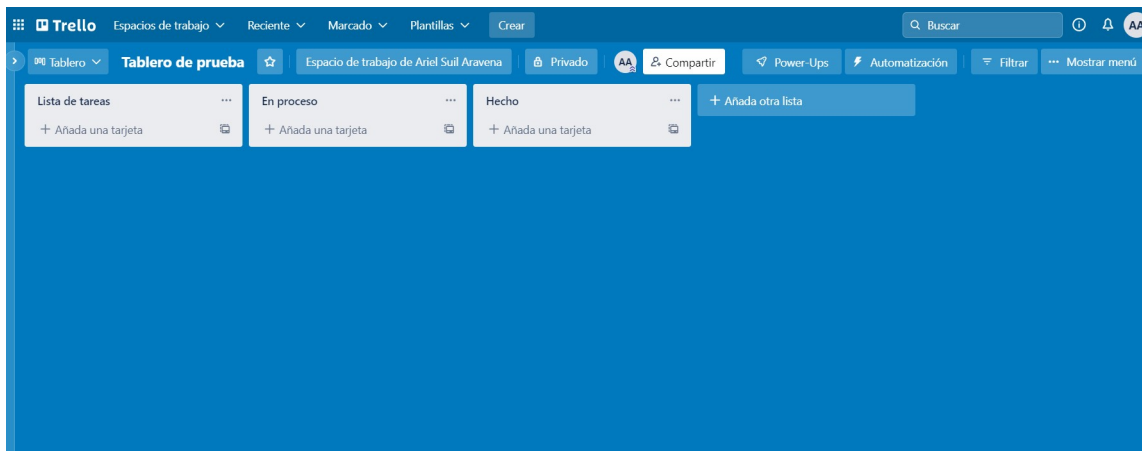 Trello Espacios de trabajo Reciente Marcado Plantillas Crear Buscar AA
Tablero Tablero de prueba Espacio de trabajo de Ariel Suil Aravena Privado AA Compartir Power-Ups Automatización Filtrar ··· Mostrar menú
Lista de tareas ··· En proceso ··· Hecho ··· + Añada otra lista
+ Añada una tarjeta + Añada una tarjeta + Añada una tarjeta